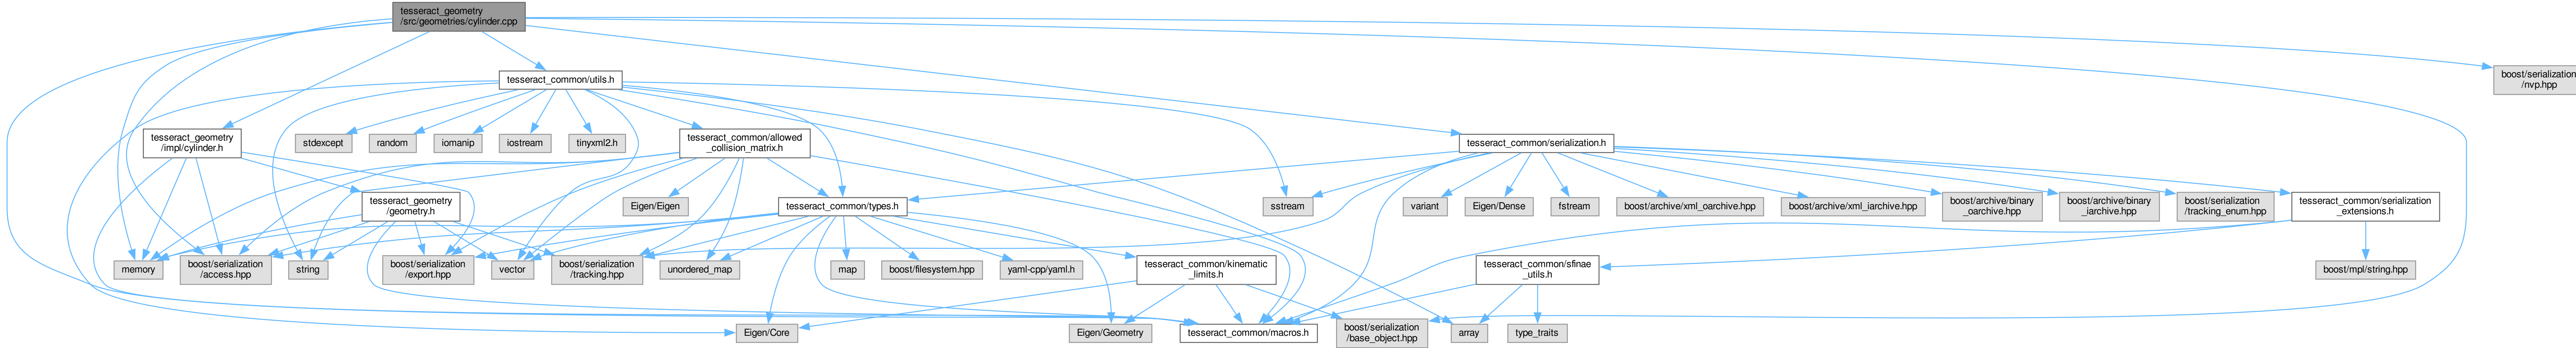 tesseract_geometry
/src/geometries/cylinder.cpp
tesseract_common/utils.h
boost/serialization
/nvp.hpp
tesseract_geometry
/impl/cylinder.h
stdexcept
random
iomanip
iostream
tinyxml2.h
tesseract_common/allowed
_collision_matrix.h
tesseract_common/serialization.h
tesseract_geometry
/geometry.h
Eigen/Eigen
tesseract_common/types.h
sstream
variant
Eigen/Dense
fstream
boost/archive/xml_oarchive.hpp
boost/archive/xml_iarchive.hpp
boost/archive/binary
_oarchive.hpp
boost/archive/binary
_iarchive.hpp
boost/serialization
/tracking_enum.hpp
tesseract_common/serialization
_extensions.h
memory
boost/serialization
/access.hpp
string
boost/serialization
/export.hpp
vector
boost/serialization
/tracking.hpp
unordered_map
map
boost/filesystem.hpp
yaml-cpp/yaml.h
tesseract_common/kinematic
_limits.h
tesseract_common/sfinae
_utils.h
boost/mpl/string.hpp
Eigen/Core
Eigen/Geometry
tesseract_common/macros.h
boost/serialization
/base_object.hpp
array
type_traits